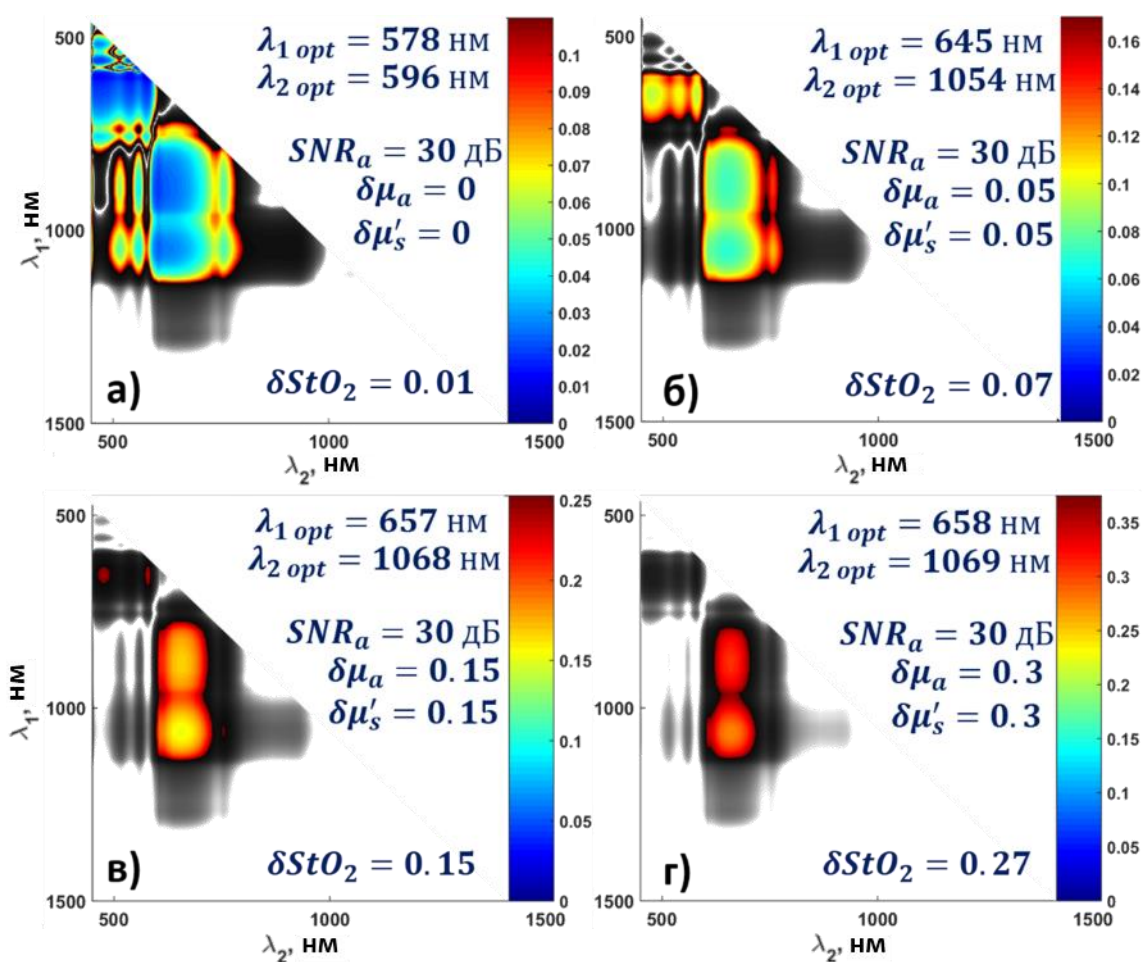 500
1000
1500
500
1000
1500
λ₁, нм
λ₂, нм
λ₁ opt = 578 нм
λ₂ opt = 596 нм
SNRₐ = 30 дБ
δμₐ = 0
δμ′ₛ = 0
δStO₂ = 0.01
а)
0.1
0.09
0.08
0.07
0.06
0.05
0.04
0.03
0.02
0.01
0
500
1000
1500
500
1000
1500
λ₂, нм
λ₁ opt = 645 нм
λ₂ opt = 1054 нм
SNRₐ = 30 дБ
δμₐ = 0.05
δμ′ₛ = 0.05
δStO₂ = 0.07
б)
0.16
0.14
0.12
0.1
0.08
0.06
0.04
0.02
0
500
1000
1500
500
1000
1500
λ₁, нм
λ₂, нм
λ₁ opt = 657 нм
λ₂ opt = 1068 нм
SNRₐ = 30 дБ
δμₐ = 0.15
δμ′ₛ = 0.15
δStO₂ = 0.15
в)
0.25
0.2
0.15
0.1
0.05
0
500
1000
1500
500
1000
1500
λ₂, нм
λ₁ opt = 658 нм
λ₂ opt = 1069 нм
SNRₐ = 30 дБ
δμₐ = 0.3
δμ′ₛ = 0.3
δStO₂ = 0.27
г)
0.35
0.3
0.25
0.2
0.15
0.1
0.05
0